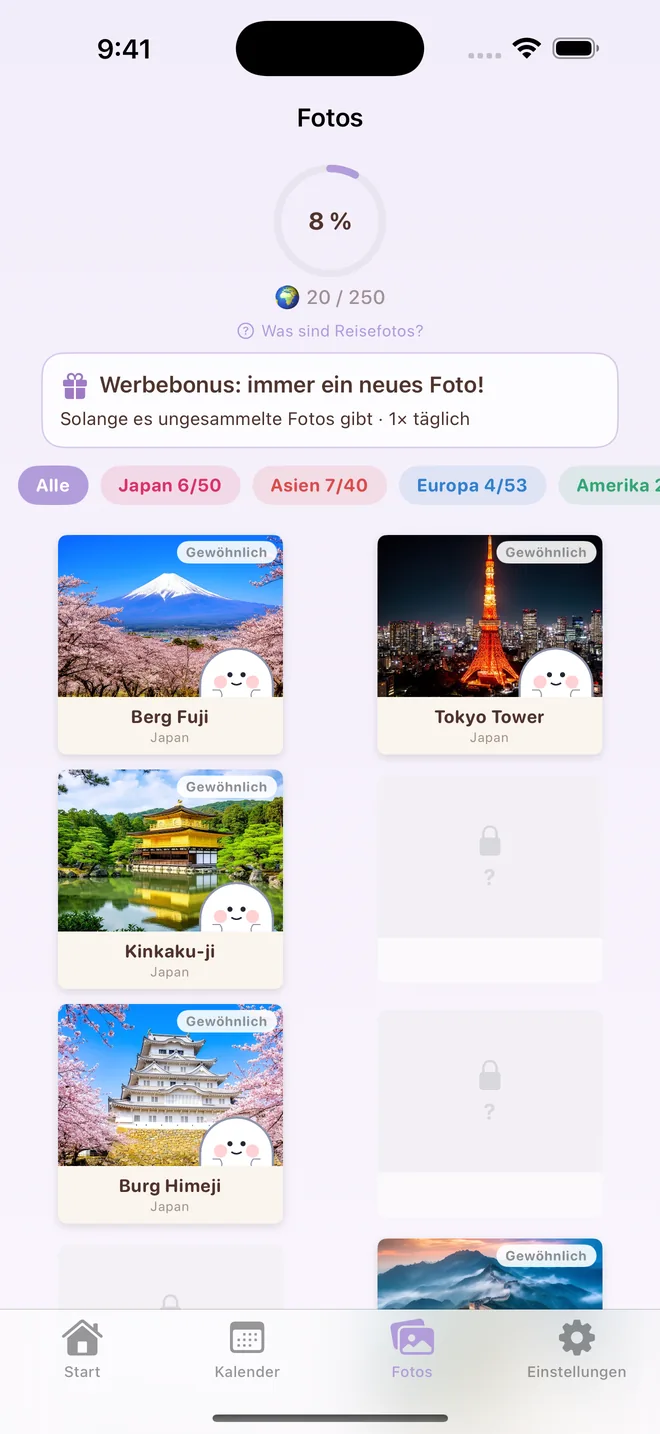 9:41
Fotos
8 %
20 / 250
Was sind Reisefotos?
Werbebonus: immer ein neues Foto!
Solange es ungesammelte Fotos gibt · 1× täglich
Alle
Japan 6/50
Asien 7/40
Europa 4/53
Amerika 2
Gewöhnlich
Gewöhnlich
Berg Fuji
Japan
Tokyo Tower
Japan
Gewöhnlich
Kinkaku-ji
Japan
?
Gewöhnlich
Burg Himeji
Japan
?
Gewöhnlich
Start
Kalender
Fotos
Einstellungen